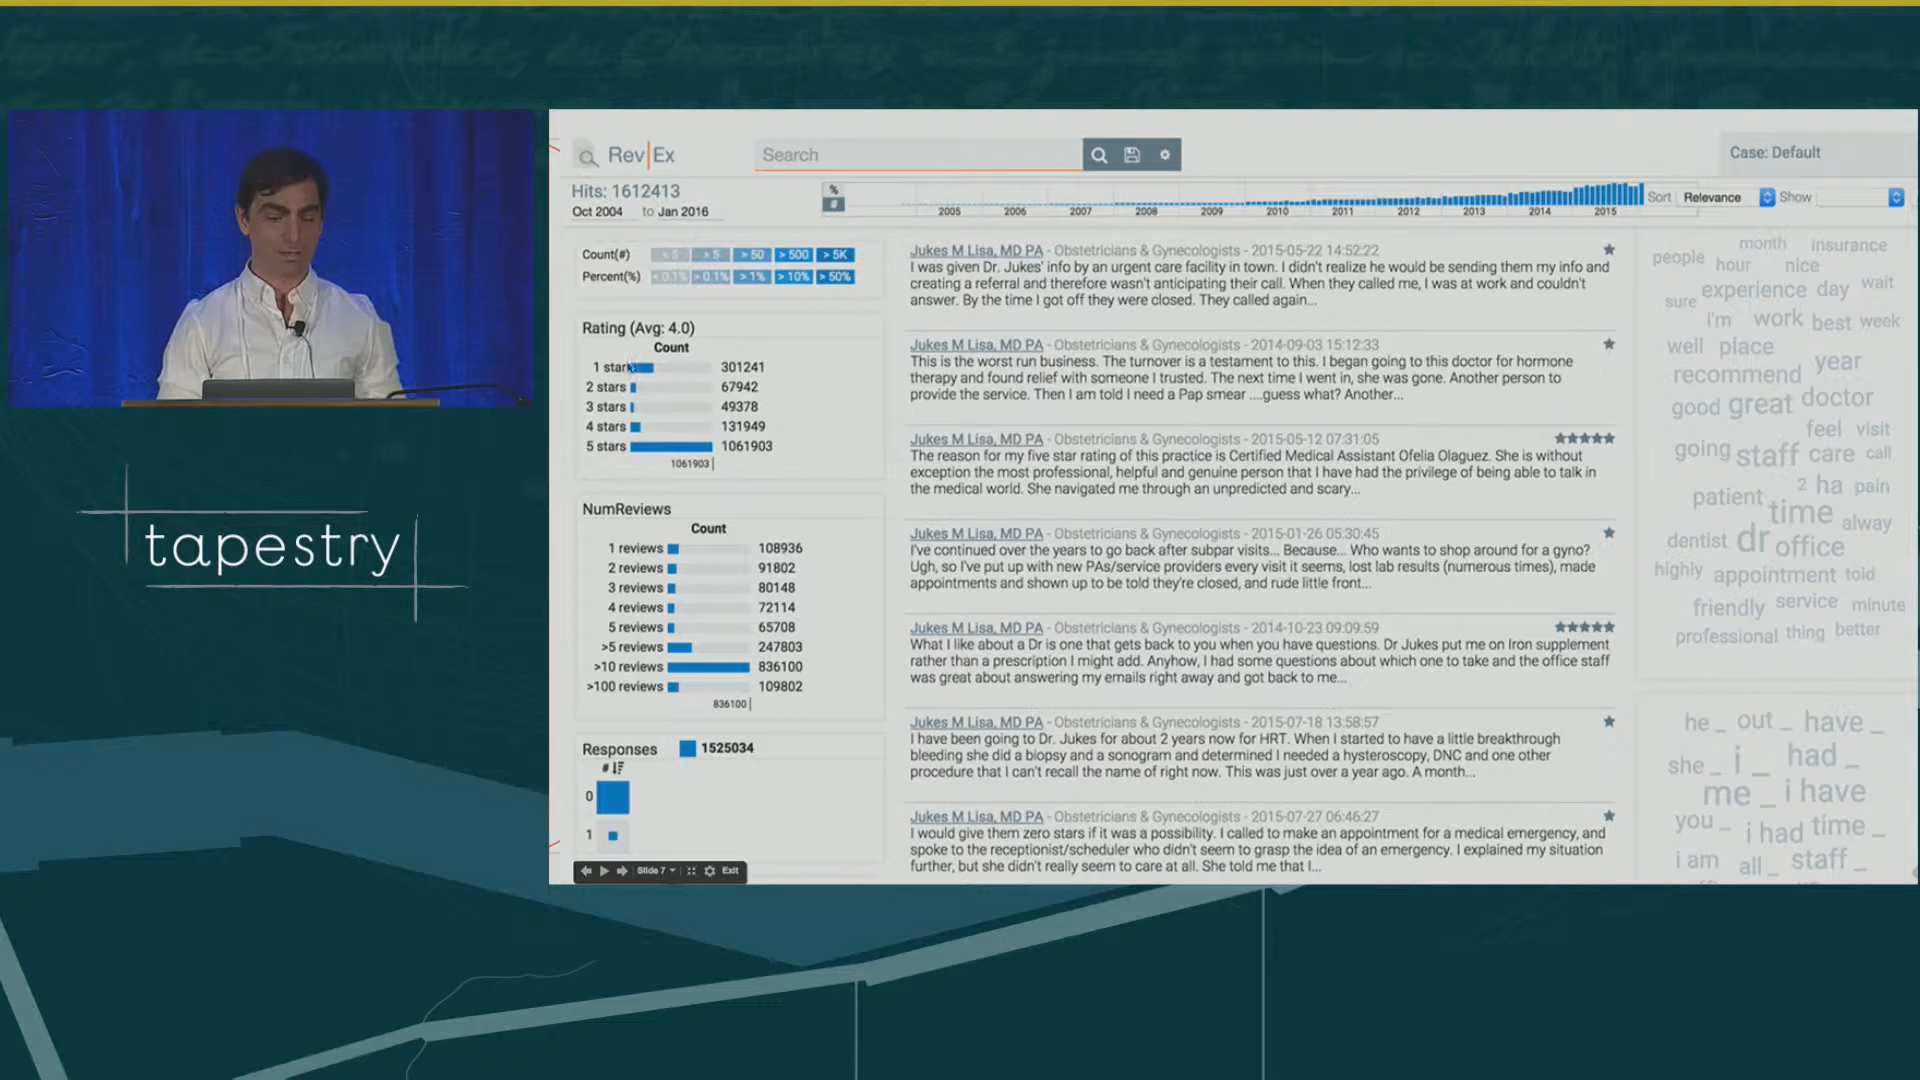 tapestry
Rev|Ex
Search
Case: Default
Hits: 1612413
Oct 2004 to Jan 2016
%
#
2005 2006 2007 2008 2009 2010 2011 2012 2013 2014 2015
Sort Relevance Show
Count(#) < 5 > 5 > 50 > 500 > 5K
Percent(%) < 0.1% > 0.1% > 1% > 10% > 50%
Rating (Avg: 4.0)
Count
1 star 301241
2 stars 67942
3 stars 49378
4 stars 131949
5 stars 1061903
1061903
NumReviews
Count
1 reviews 108936
2 reviews 91802
3 reviews 80148
4 reviews 72114
5 reviews 65708
>5 reviews 247803
>10 reviews 836100
>100 reviews 109802
836100
Responses 1525034
#
0
1
Slide 7 Exit
Jukes M Lisa, MD PA - Obstetricians & Gynecologists - 2015-05-22 14:52:22
I was given Dr. Jukes' info by an urgent care facility in town. I didn't realize he would be sending them my info and
creating a referral and therefore wasn't anticipating their call. When they called me, I was at work and couldn't
answer. By the time I got off they were closed. They called again...
Jukes M Lisa, MD PA - Obstetricians & Gynecologists - 2014-09-03 15:12:33
This is the worst run business. The turnover is a testament to this. I began going to this doctor for hormone
therapy and found relief with someone I trusted. The next time I went in, she was gone. Another person to
provide the service. Then I am told I need a Pap smear ....guess what? Another...
Jukes M Lisa, MD PA - Obstetricians & Gynecologists - 2015-05-12 07:31:05
The reason for my five star rating of this practice is Certified Medical Assistant Ofelia Olaguez. She is without
exception the most professional, helpful and genuine person that I have had the privilege of being able to talk in
the medical world. She navigated me through an unpredicted and scary...
Jukes M Lisa, MD PA - Obstetricians & Gynecologists - 2015-01-26 05:30:45
I've continued over the years to go back after subpar visits... Because... Who wants to shop around for a gyno?
Ugh, so I've put up with new PAs/service providers every visit it seems, lost lab results (numerous times), made
appointments and shown up to be told they're closed, and rude little front...
Jukes M Lisa, MD PA - Obstetricians & Gynecologists - 2014-10-23 09:09:59
What I like about a Dr is one that gets back to you when you have questions. Dr Jukes put me on Iron supplement
rather than a prescription I might add. Anyhow, I had some questions about which one to take and the office staff
was great about answering my emails right away and got back to me...
Jukes M Lisa, MD PA - Obstetricians & Gynecologists - 2015-07-18 13:58:57
I have been going to Dr. Jukes for about 2 years now for HRT. When I started to have a little breakthrough
bleeding she did a biopsy and a sonogram and determined I needed a hysteroscopy, DNC and one other
procedure that I can't recall the name of right now. This was just over a year ago. A month...
Jukes M Lisa, MD PA - Obstetricians & Gynecologists - 2015-07-27 06:46:27
I would give them zero stars if it was a possibility. I called to make an appointment for a medical emergency, and
spoke to the receptionist/scheduler who didn't seem to grasp the idea of an emergency. I explained my situation
further, but she didn't really seem to care at all. She told me that I...
people month insurance
hour nice
sure experience day wait
I'm work best week
well place
recommend year
good great doctor
feel visit
going staff care call
patient 2 ha pain
time alway
dentist dr office
highly appointment told
friendly service minute
professional thing better
he _ out _ have _
she _ i _ had _
me _ i have
you _ i had time _
i am all _ staff _